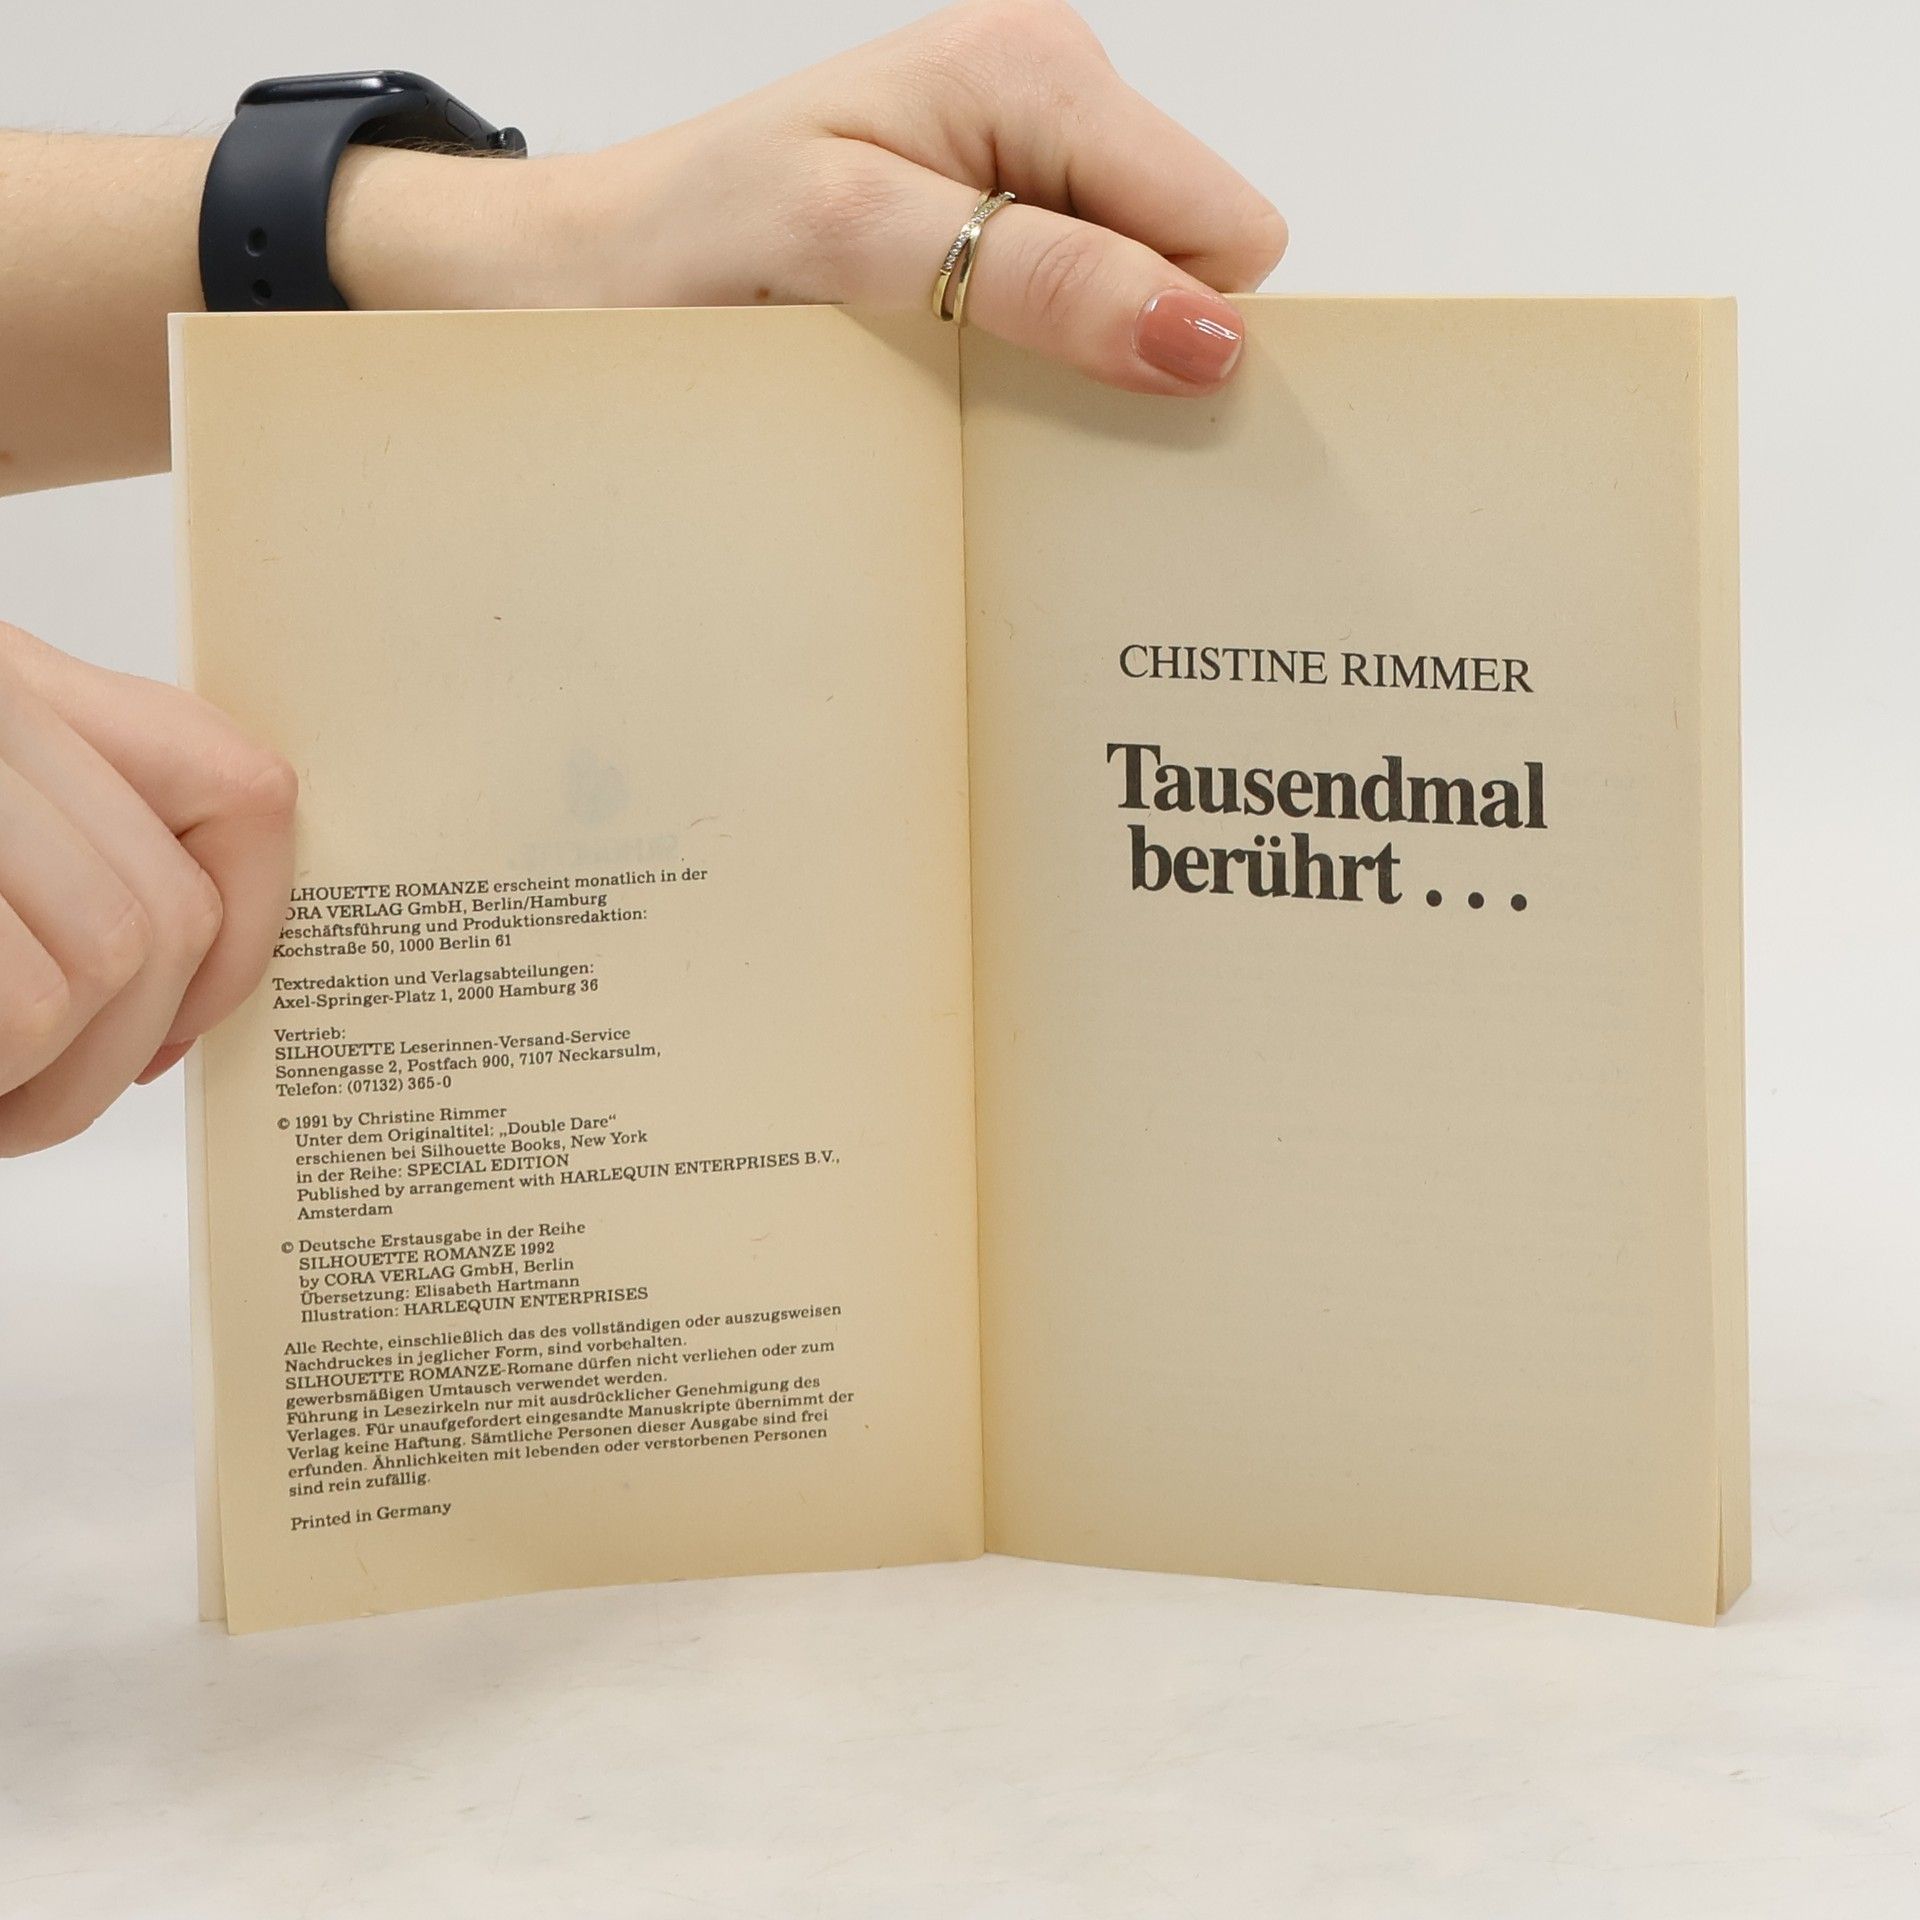 LHOUETTE ROMANZE erscheint monatlich in der
ORA VERLAG GmbH, Berlin/Hamburg
eschäftsführung und Produktionsredaktion:
Kochstraße 50, 1000 Berlin 61
Textredaktion und Verlagsabteilungen:
Axel-Springer-Platz 1, 2000 Hamburg 36
Vertrieb:
SILHOUETTE Leserinnen-Versand-Service
Sonnengasse 2, Postfach 900, 7107 Neckarsulm,
Telefon: (07132) 365-0
© 1991 by Christine Rimmer
Unter dem Originaltitel: „Double Dare“
erschienen bei Silhouette Books, New York
in der Reihe: SPECIAL EDITION
Published by arrangement with HARLEQUIN ENTERPRISES B.V.,
Amsterdam
© Deutsche Erstausgabe in der Reihe
SILHOUETTE ROMANZE 1992
by CORA VERLAG GmbH, Berlin
Übersetzung: Elisabeth Hartmann
Illustration: HARLEQUIN ENTERPRISES
Alle Rechte, einschließlich das des vollständigen oder auszugsweisen
Nachdruckes in jeglicher Form, sind vorbehalten.
SILHOUETTE ROMANZE-Romane dürfen nicht verliehen oder zum
gewerbsmäßigen Umtausch verwendet werden.
Führung in Lesezirkeln nur mit ausdrücklicher Genehmigung des
Verlages. Für unaufgefordert eingesandte Manuskripte übernimmt der
Verlag keine Haftung. Sämtliche Personen dieser Ausgabe sind frei
erfunden. Ähnlichkeiten mit lebenden oder verstorbenen Personen
sind rein zufällig.
Printed in Germany
CHISTINE RIMMER
Tausendmal
berührt . . .